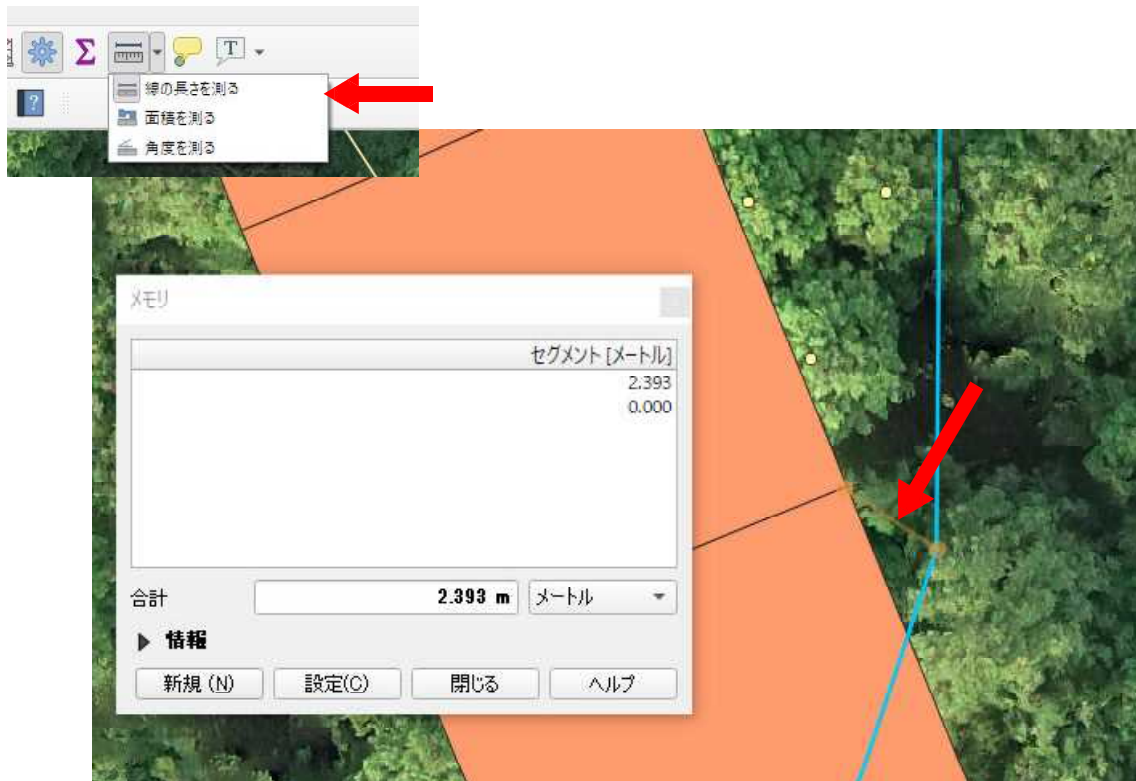 Σ
T
?
線の長さを測る
面積を測る
角度を測る
メモリ
セグメント [メートル]
2.393
0.000
合計
2.393 m
メートル
情報
新規 (N)
設定(C)
閉じる
ヘルプ